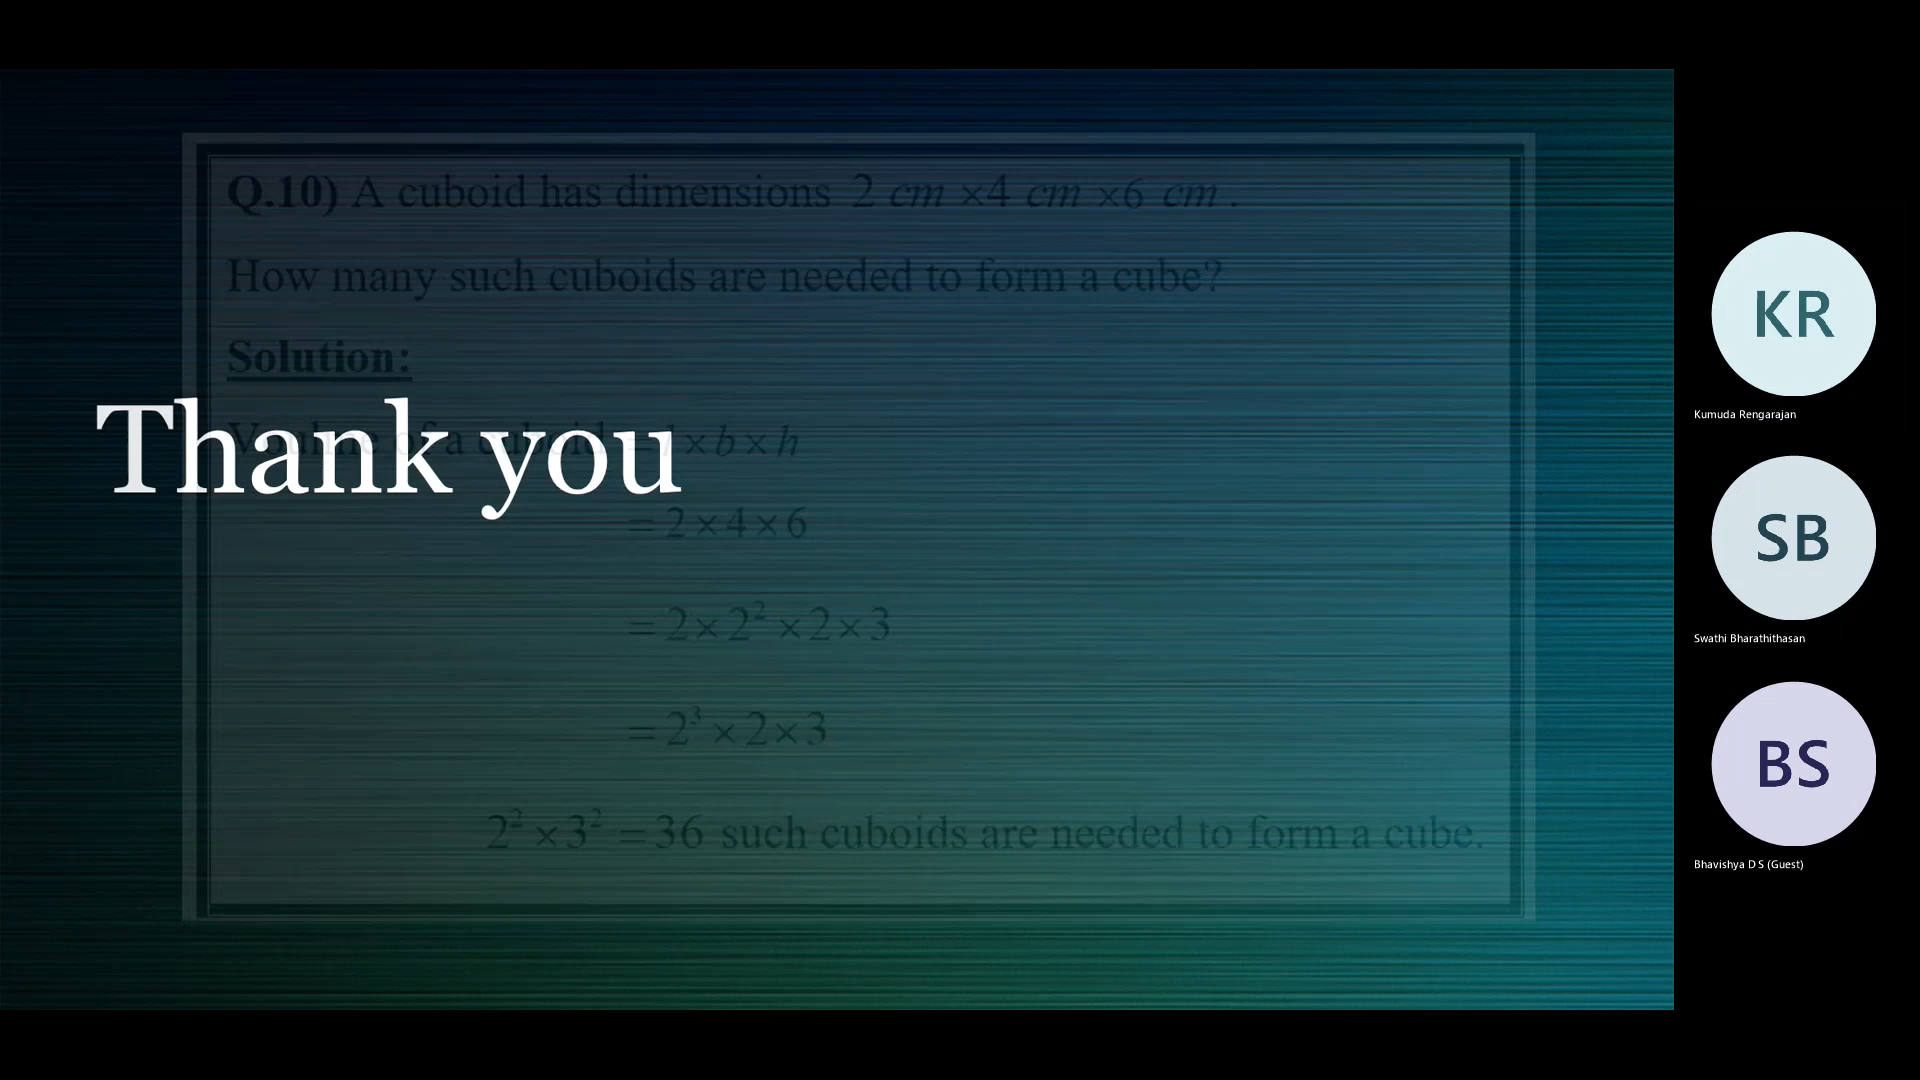 Q.10) A cuboid has dimensions 2 cm ×4 cm ×6 cm.
How many such cuboids are needed to form a cube?
Solution:
Thank you
of a cuboid = l×b×h
= 2×4×6
= 2×2²×2×3
= 2³×2×3
2²×3² = 36 such cuboids are needed to form a cube.
KR
Kumuda Rengarajan
SB
Swathi Bharathithasan
BS
Bhavishya D S (Guest)